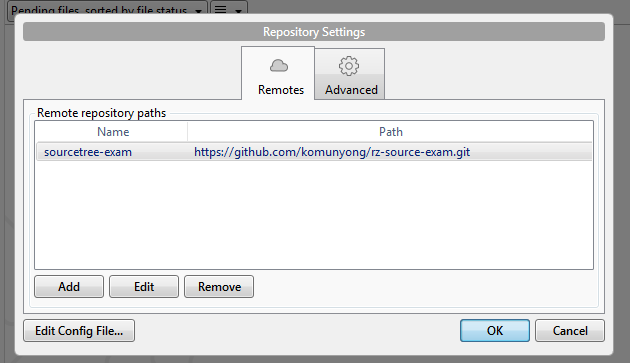 Pending files, sorted by file status
Repository Settings
Remotes
Advanced
Remote repository paths
Name Path
sourcetree-exam https://github.com/komunyong/rz-source-exam.git
Add Edit Remove
Edit Config File... OK Cancel